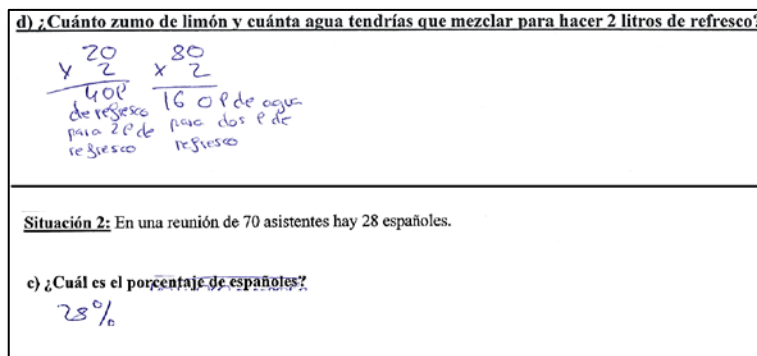 d) ¿Cuánto zumo de limón y cuánta agua tendrías que mezclar para hacer 2 litros de refresco?
20 80
x 2 x 2
40l 160l de agua
de refresco para dos l de
para 2l de refresco
refresco
Situación 2: En una reunión de 70 asistentes hay 28 españoles.
c) ¿Cuál es el porcentaje de españoles?
28%